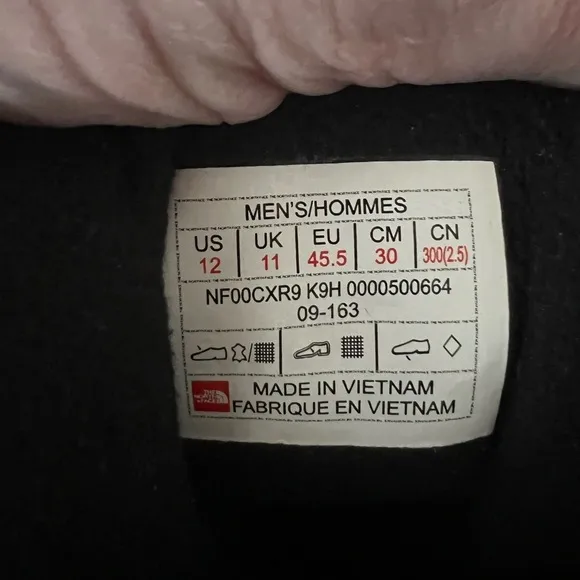 MEN'S/HOMMES
US UK EU CM CN
12 11 45.5 30 300(2.5)
NF00CXR9 K9H 0000500664
09-163
MADE IN VIETNAM
FABRIQUE EN VIETNAM